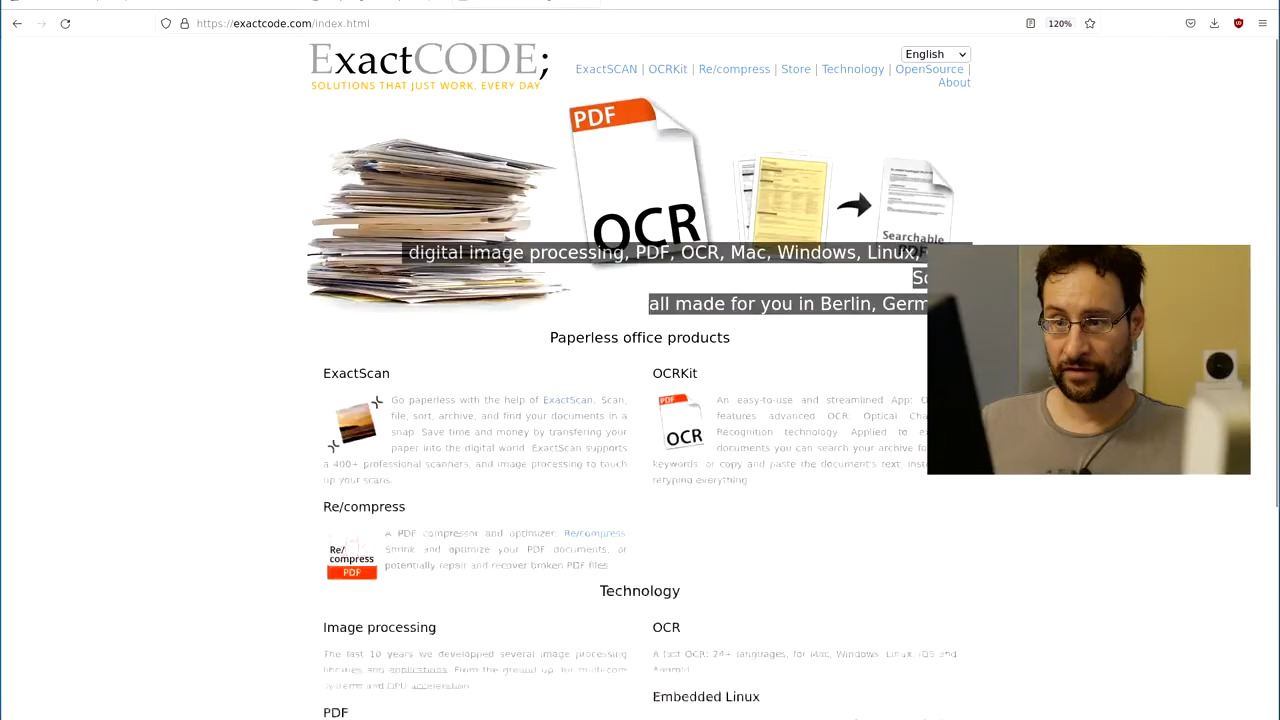 https://exactcode.com/index.html
120%
ExactCODE;
SOLUTIONS THAT JUST WORK, EVERY DAY
English
ExactSCAN | OCRKit | Re/compress | Store | Technology | OpenSource |
About
PDF
OCR
Searchable
digital image processing, PDF, OCR, Mac, Windows, Linux,
all made for you in Berlin,
Paperless office products
ExactScan
Go paperless with the help of ExactScan. Scan,
file, sort, archive, and find your documents in a
snap. Save time and money by transfering your
paper into the digital world. ExactScan supports
a 400+ professional scanners, and image processing to touch
up your scans.
OCRKit
PDF
OCR
An easy-to-use and streamlined App:
features advanced OCR: Optical
Recognition technology. Applied to
documents you can search your archive
keywords, or copy and paste the document's text,
retyping everything.
Re/compress
Re/
compress
PDF
A PDF compressor and optimizer: Re/compress.
Shrink and optimize your PDF documents, or
potentially repair and recover broken PDF files.
Technology
Image processing
The last 10 years we developped several image processing
libraries and applications. From the ground up, for multi-core
systems and GPU acceleration.
OCR
A fast OCR: 24+ languages, for Mac, Windows, Linux, iOS and
Android.
Embedded Linux
PDF